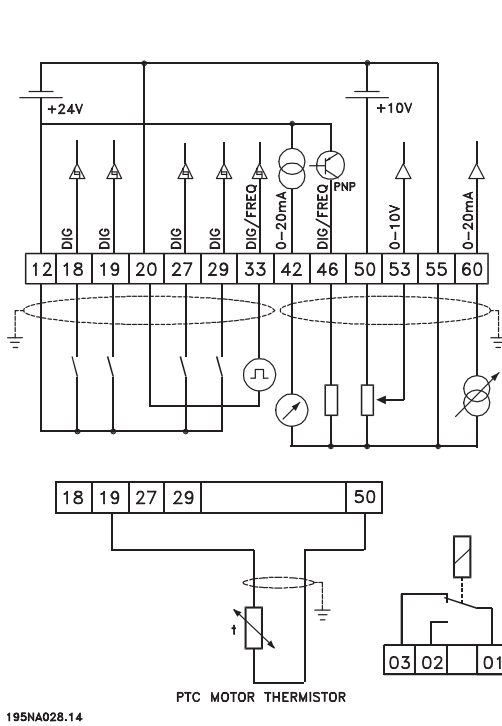 +24V
+10V
PNP
DIG
DIG
DIG
DIG
DIG/FREQ
0-20mA
DIG/FREQ
0-10V
0-20mA
12 18 19 20 27 29 33 42 46 50 53 55 60
18 19 27 29 50
t
03 02 01
PTC MOTOR THERMISTOR
195NA028.14